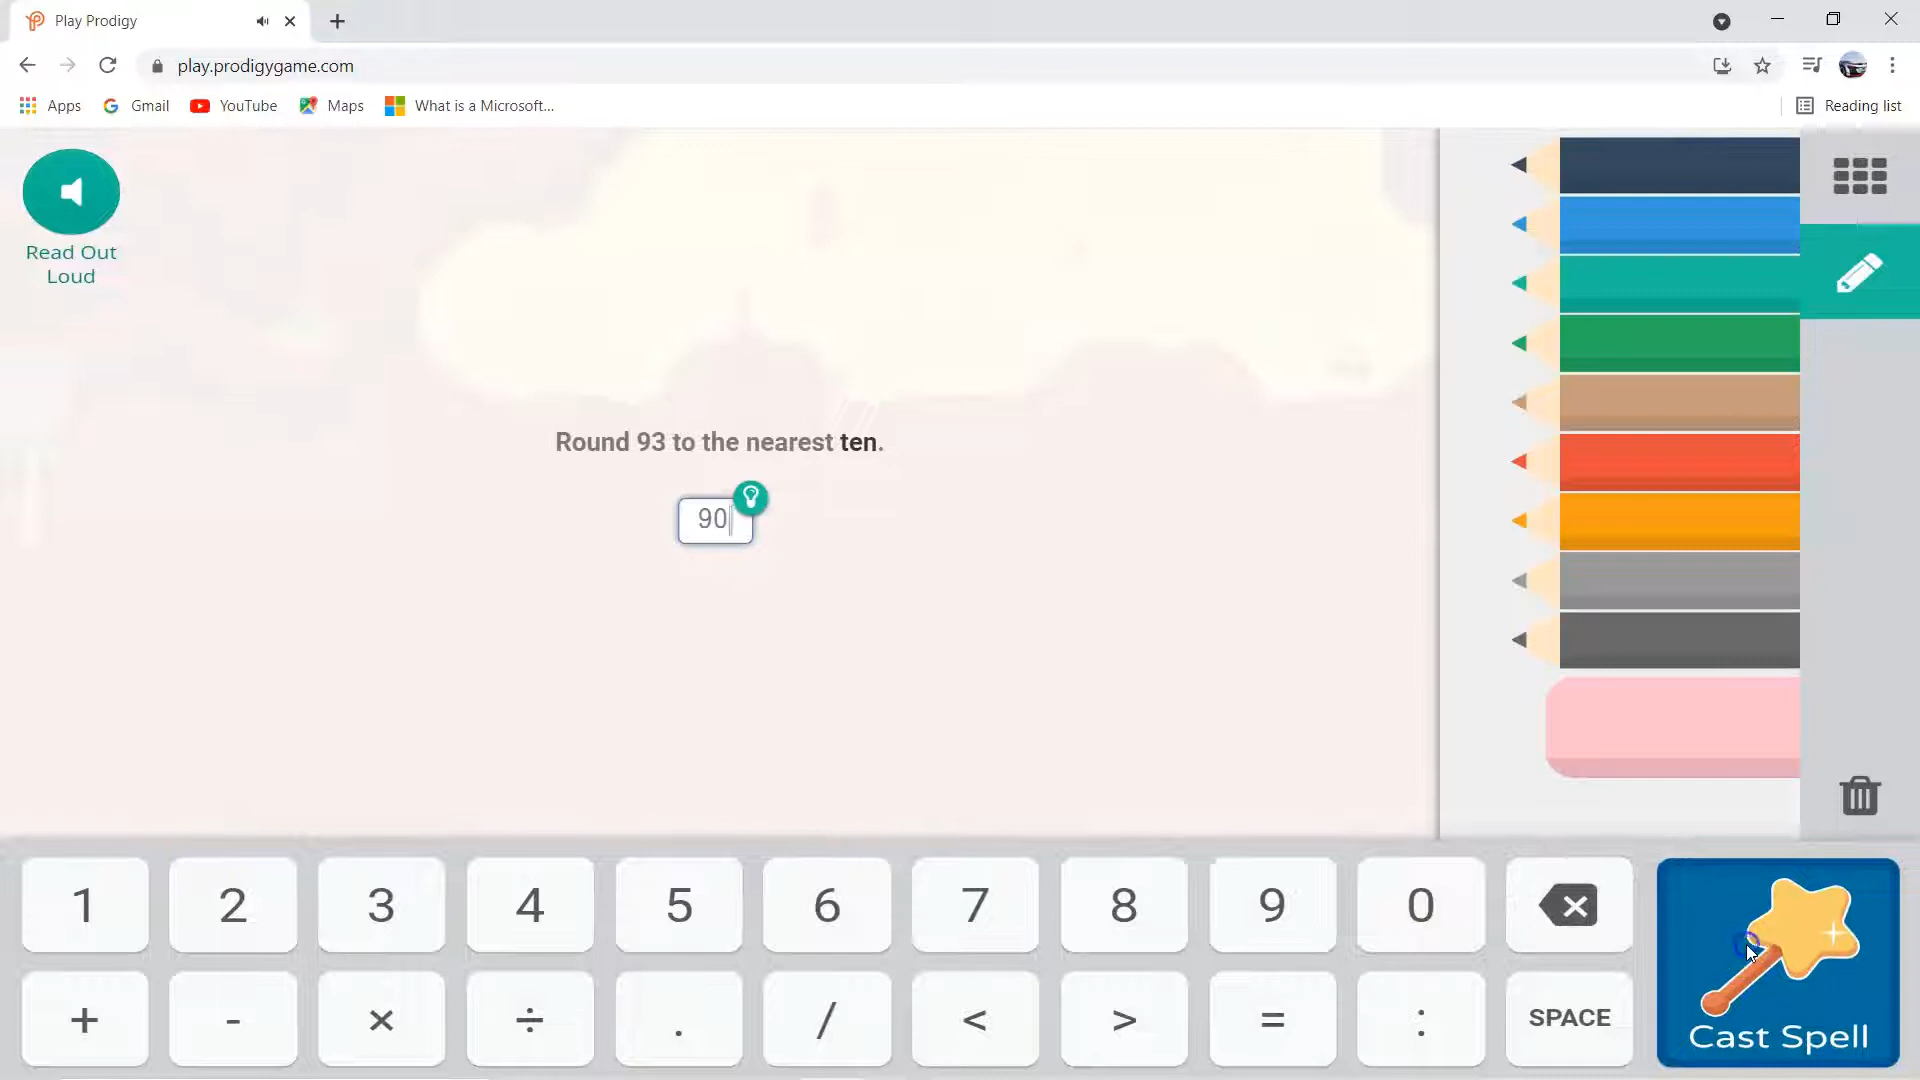 Play Prodigy
play.prodigygame.com
Apps
Gmail
YouTube
Maps
What is a Microsoft...
Reading list
Read Out
Loud
Round 93 to the nearest ten.
90
1 2 3 4 5 6 7 8 9 0
+ - × ÷ . / < > = : SPACE
Cast Spell